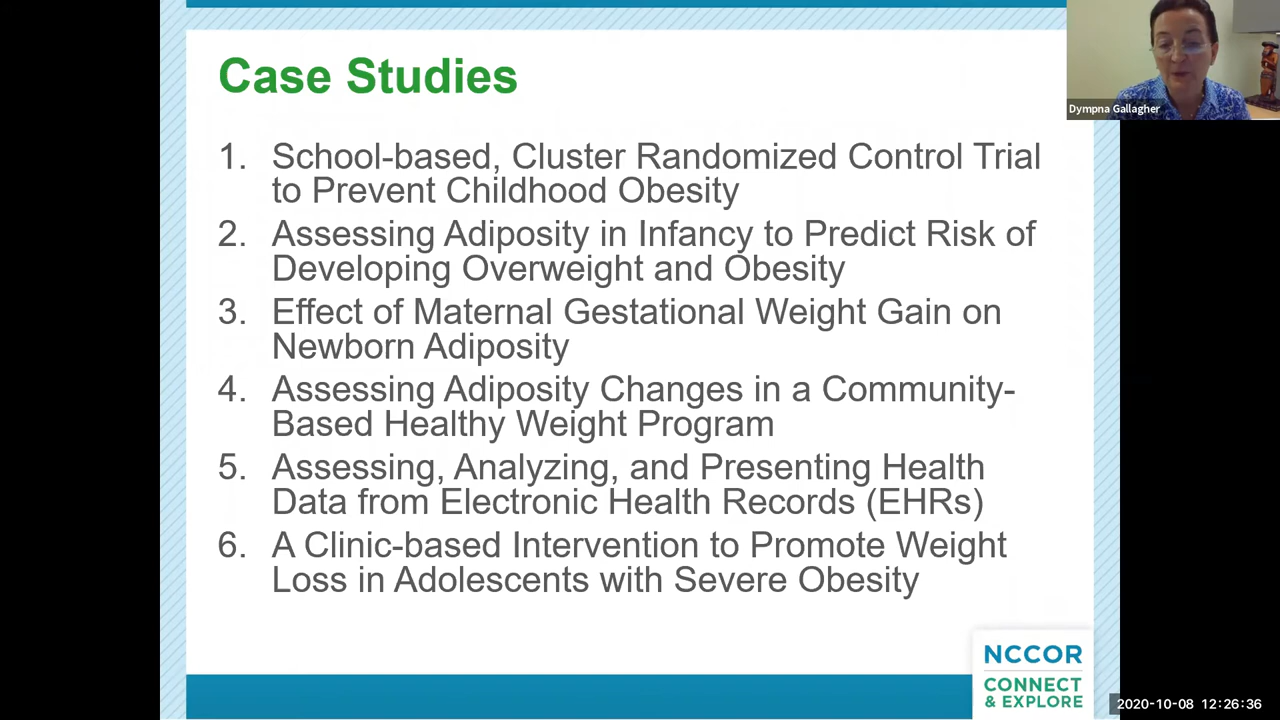 Case Studies
1. School-based, Cluster Randomized Control Trial
to Prevent Childhood Obesity
2. Assessing Adiposity in Infancy to Predict Risk of
Developing Overweight and Obesity
3. Effect of Maternal Gestational Weight Gain on
Newborn Adiposity
4. Assessing Adiposity Changes in a Community-
Based Healthy Weight Program
5. Assessing, Analyzing, and Presenting Health
Data from Electronic Health Records (EHRs)
6. A Clinic-based Intervention to Promote Weight
Loss in Adolescents with Severe Obesity
Dympna Gallagher
NCCOR
CONNECT
& EXPLORE
2020-10-08 12:26:36